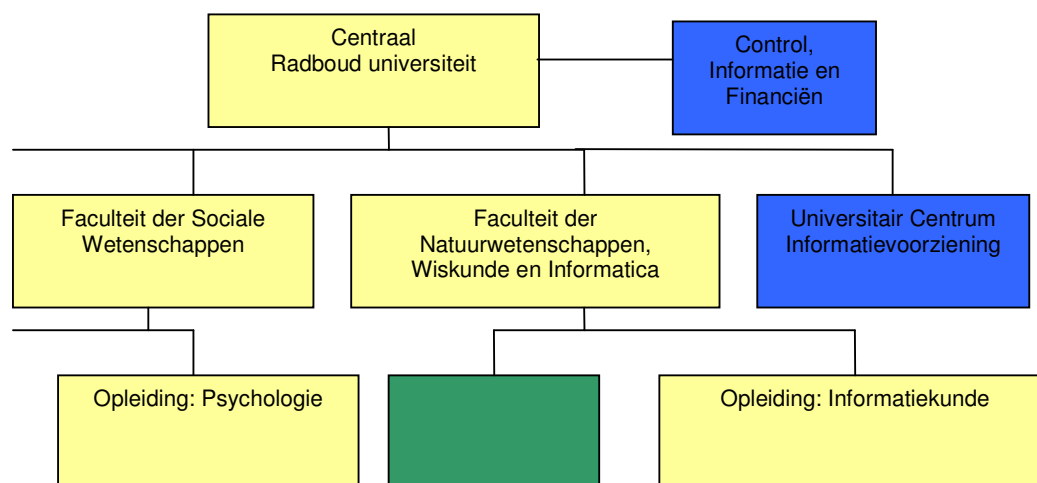 Centraal
Radboud universiteit
Control,
Informatie en
Financiën
Faculteit der Sociale
Wetenschappen
Faculteit der
Natuurwetenschappen,
Wiskunde en Informatica
Universitair Centrum
Informatievoorziening
Opleiding: Psychologie
Opleiding: Informatiekunde